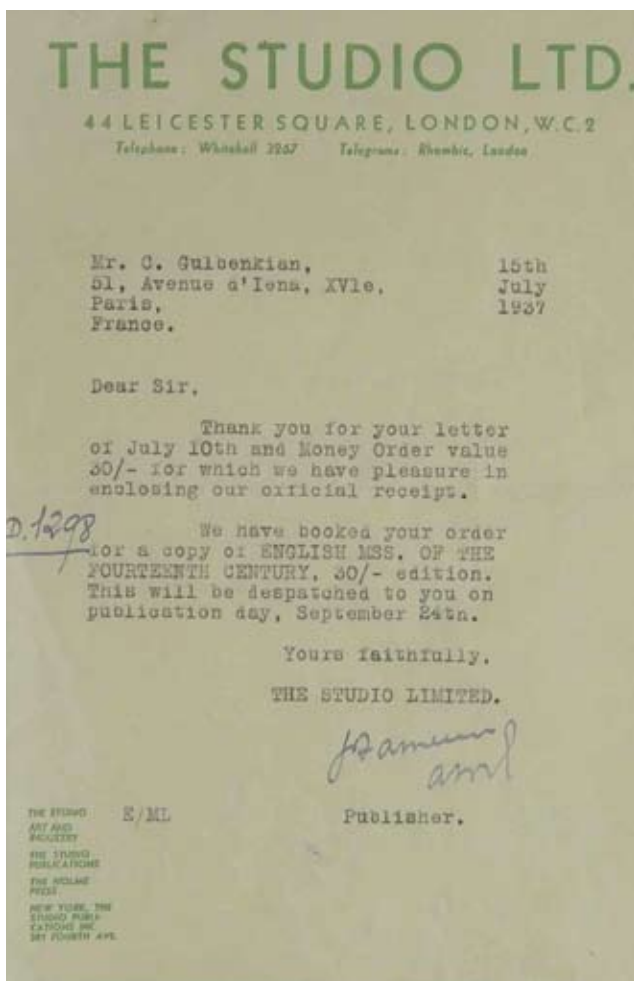 THE STUDIO LTD.
44 LEICESTER SQUARE, LONDON, W.C.2
Telephone: Whitehall 3267 Telegrams: Rhambic, London
Mr. C. Gulbenkian, 15th
51, Avenue d'Iena, XVIe, July
Paris, 1937
France.
Dear Sir,
Thank you for your letter
of July 10th and Money Order value
30/- for which we have pleasure in
enclosing our official receipt.
D.1298
We have booked your order
for a copy of ENGLISH MSS. OF THE
FOURTEENTH CENTURY, 30/- edition.
This will be despatched to you on
publication day, September 24th.
Yours faithfully,
THE STUDIO LIMITED.
E/ML Publisher.
THE STUDIO
ART AND
INDUSTRY
THE STUDIO
PUBLICATIONS
THE HOLME
PRESS
NEW YORK, THE
STUDIO PUBLI-
CATIONS INC.
381 FOURTH AVE.